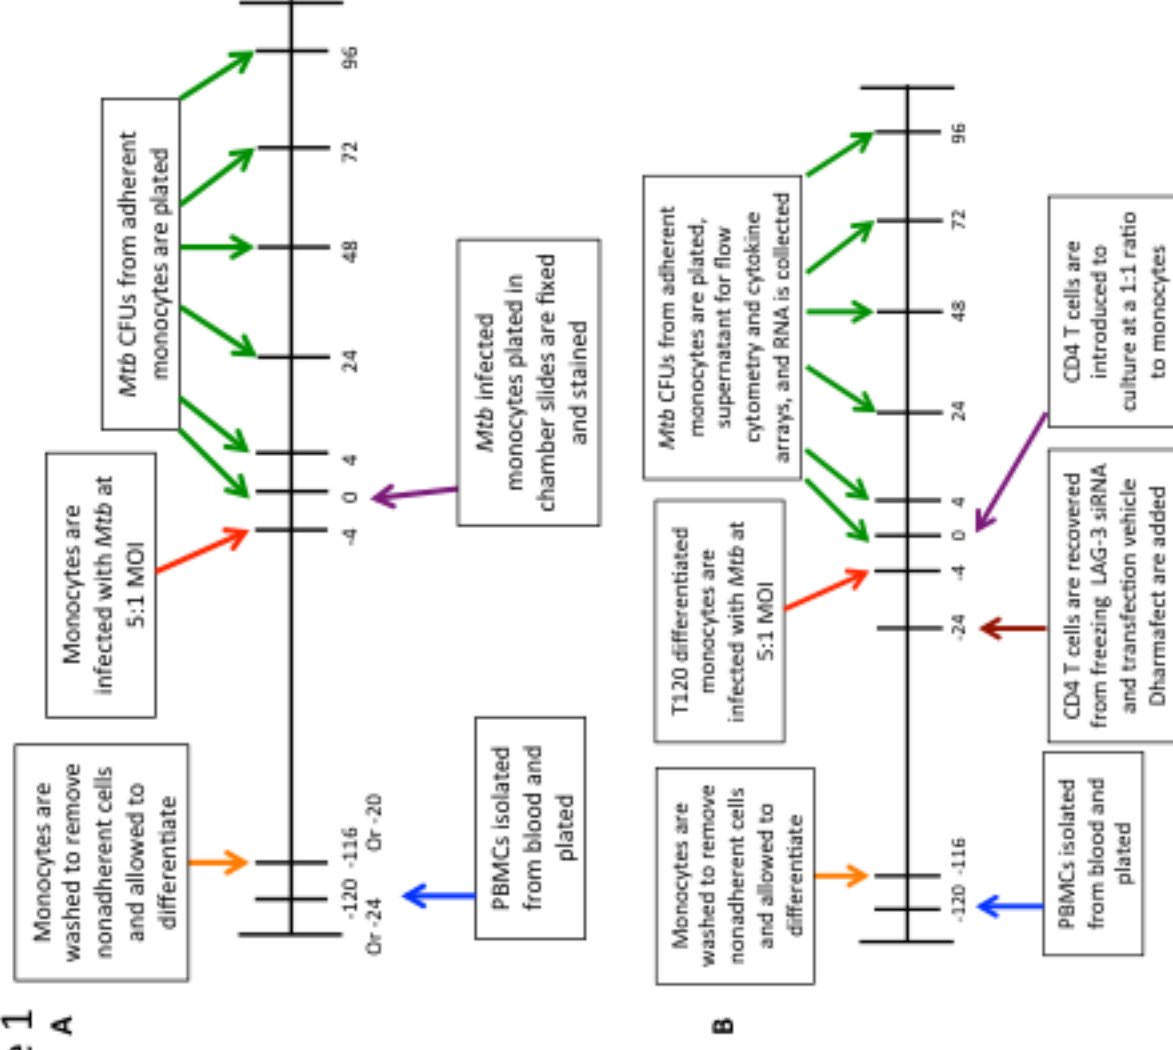 e 1
A
Monocytes are
washed to remove
nonadherent cells
and allowed to
differentiate
Monocytes are
infected with Mtb at
5:1 MOI
Mtb CFUs from adherent
monocytes are plated
-120 -116 -4 0 4 24 48 72 96
Or -24 Or -20
PBMCs isolated
from blood and
plated
Mtb infected
monocytes plated in
chamber slides are fixed
and stained
B
Monocytes are
washed to remove
nonadherent cells
and allowed to
differentiate
T120 differentiated
monocytes are
infected with Mtb at
5:1 MOI
Mtb CFUs from adherent
monocytes are plated,
supernatant for flow
cytometry and cytokine
arrays, and RNA is collected
-120 -116 -24 -4 0 4 24 48 72 96
PBMCs isolated
from blood and
plated
CD4 T cells are recovered
from freezing LAG-3 siRNA
and transfection vehicle
Dharmafect are added
CD4 T cells are
introduced to
culture at a 1:1 ratio
to monocytes